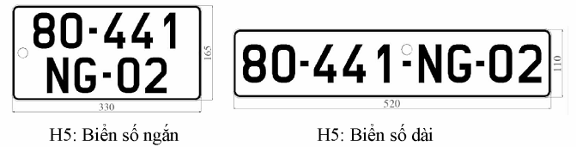 80-441
NG-02
165
330
80-441-NG-02
110
520
H5: Biển số ngắn
H5: Biển số dài